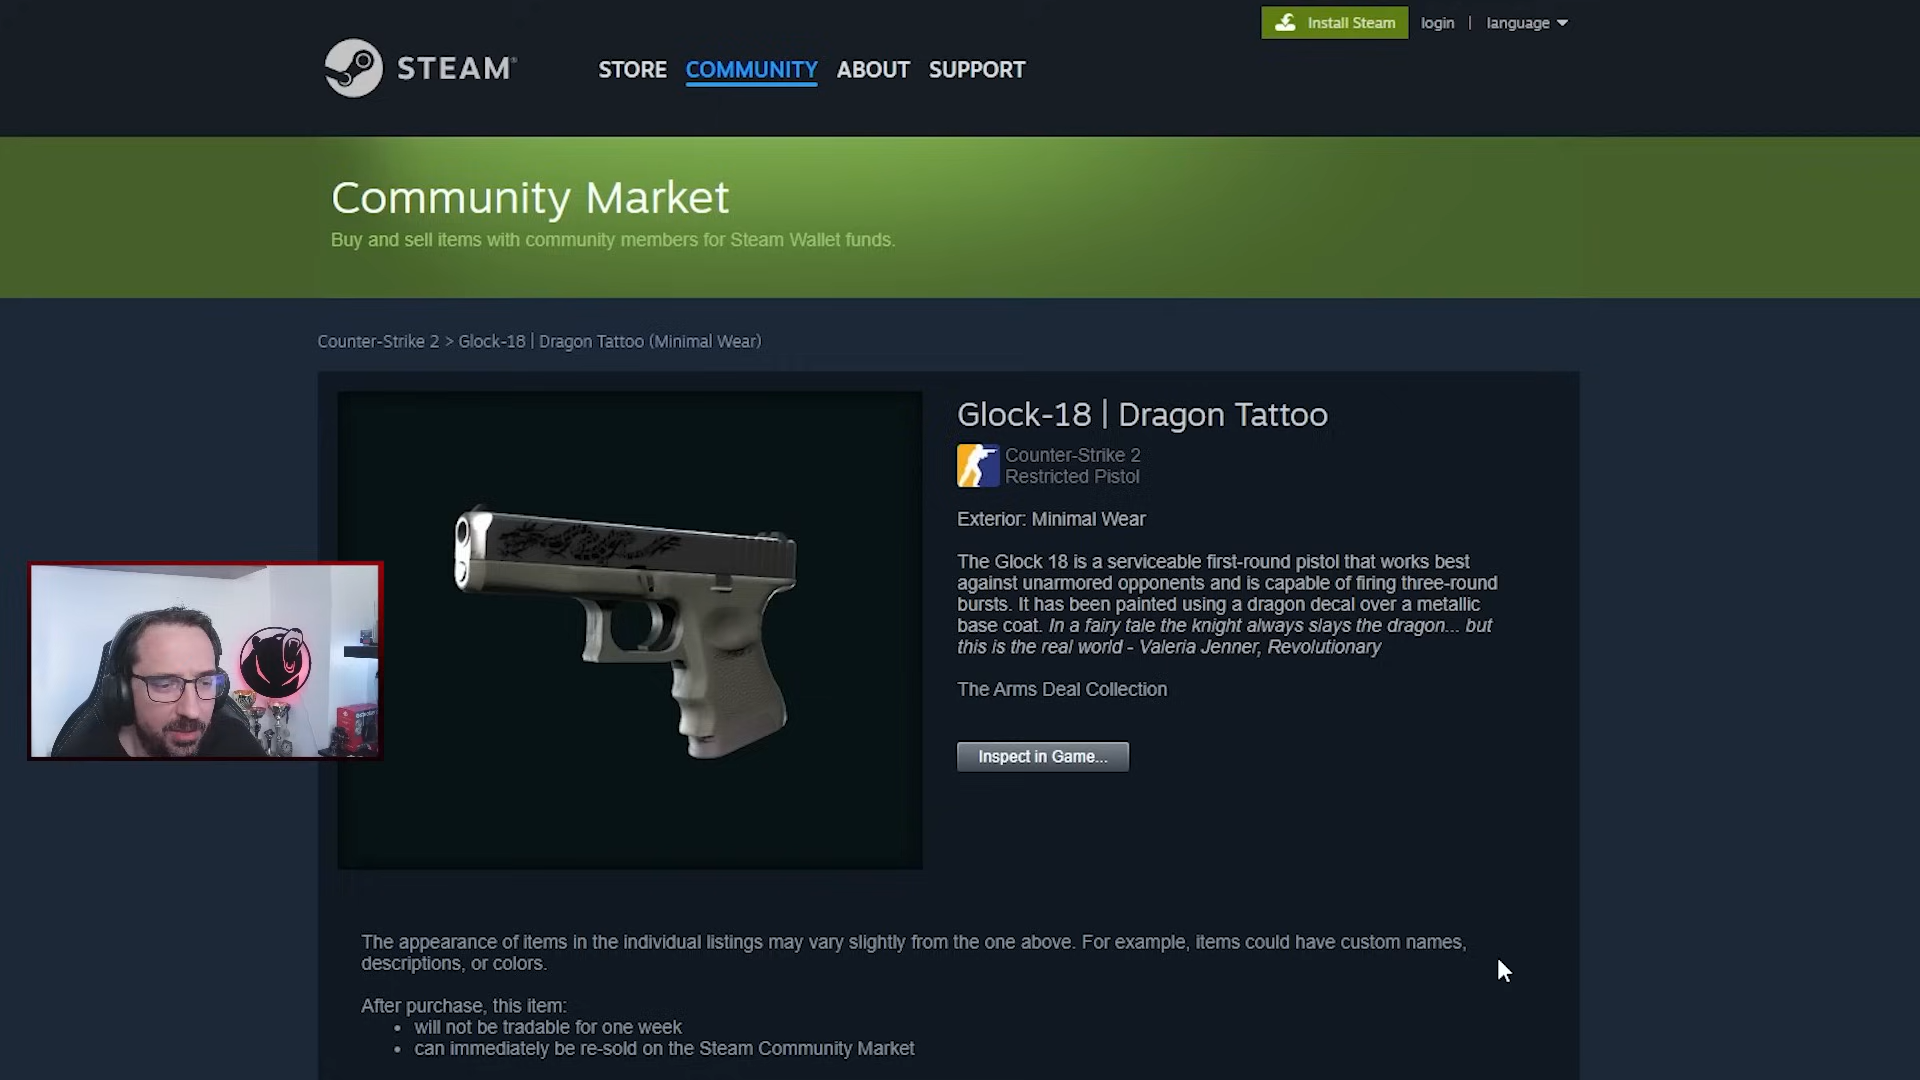 Install Steam
login
|
language
STEAM®
STORE
COMMUNITY
ABOUT
SUPPORT
Community Market
Buy and sell items with community members for Steam Wallet funds.
Counter-Strike 2 > Glock-18 | Dragon Tattoo (Minimal Wear)
Glock-18 | Dragon Tattoo
Counter-Strike 2
Restricted Pistol
Exterior: Minimal Wear
The Glock 18 is a serviceable first-round pistol that works best
against unarmored opponents and is capable of firing three-round
bursts. It has been painted using a dragon decal over a metallic
base coat. In a fairy tale the knight always slays the dragon... but
this is the real world - Valeria Jenner, Revolutionary
The Arms Deal Collection
Inspect in Game...
The appearance of items in the individual listings may vary slightly from the one above. For example, items could have custom names,
descriptions, or colors.
After purchase, this item:
• will not be tradable for one week
• can immediately be re-sold on the Steam Community Market